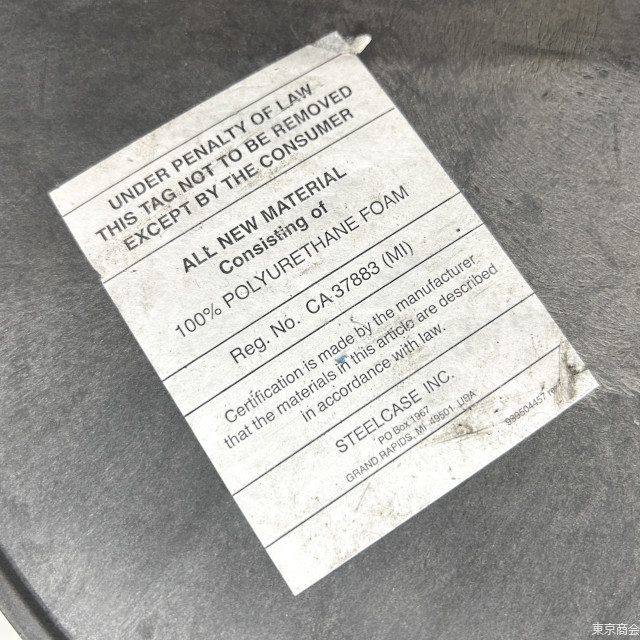 UNDER PENALTY OF LAW
THIS TAG NOT TO BE REMOVED
EXCEPT BY THE CONSUMER
ALL NEW MATERIAL
Consisting of
100% POLYURETHANE FOAM
Reg. No. CA 37883 (MI)
Certification is made by the manufacturer
that the materials in this article are described
in accordance with law.
STEELCASE INC.
PO Box 1967
GRAND RAPIDS, MI 49501 USA
東京商会